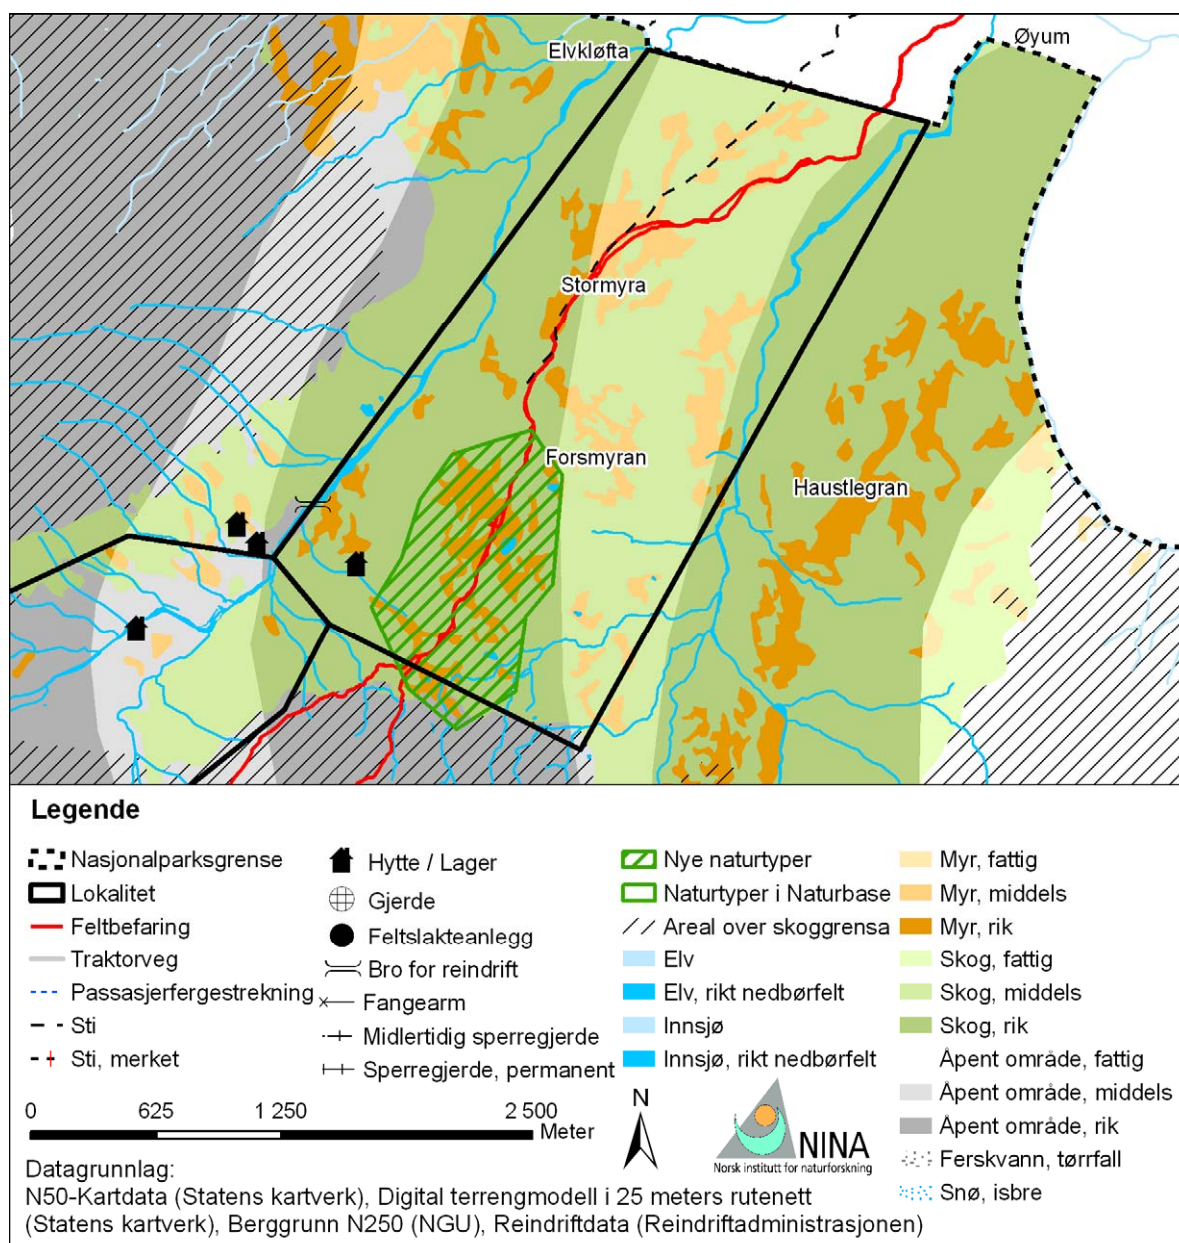 Elvkløfta
Øyum
Stormyra
Forsmyran
Haustlegran
Legende
Nasjonalparksgrense
Lokalitet
Feltbefaring
Traktorveg
Passasjerfergestrekning
Sti
Sti, merket
Hytte / Lager
Gjerde
Feltslakteanlegg
Bro for reindrift
Fangearm
Midlertidig sperregjerde
Sperregjerde, permanent
Nye naturtyper
Naturtyper i Naturbase
Areal over skoggrensa
Elv
Elv, rikt nedbørfelt
Innsjø
Innsjø, rikt nedbørfelt
Myr, fattig
Myr, middels
Myr, rik
Skog, fattig
Skog, middels
Skog, rik
Åpent område, fattig
Åpent område, middels
Åpent område, rik
Ferskvann, tørrfall
Snø, isbre
0 625 1 250 2 500
Meter
N
NINA
Norsk institutt for naturforskning
Datagrunnlag:
N50-Kartdata (Statens kartverk), Digital terrengmodell i 25 meters rutenett
(Statens kartverk), Berggrunn N250 (NGU), Reindriftdata (Reindriftadministrasjonen)